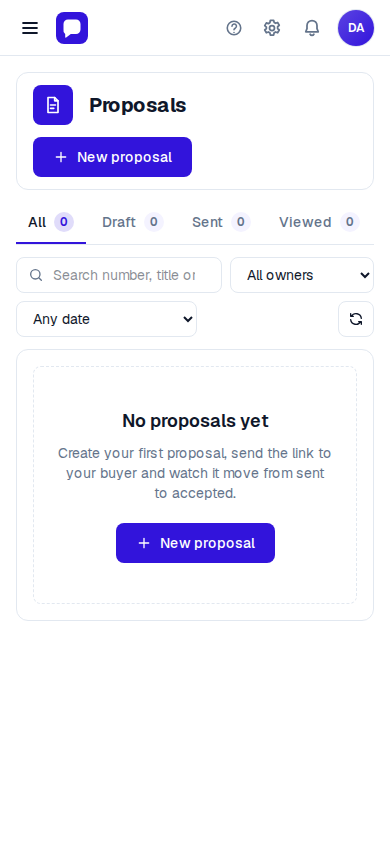 DA
Proposals
New proposal
All 0 Draft 0 Sent 0 Viewed 0
Search number, title or
All owners
Any date
No proposals yet
Create your first proposal, send the link to
your buyer and watch it move from sent
to accepted.
New proposal